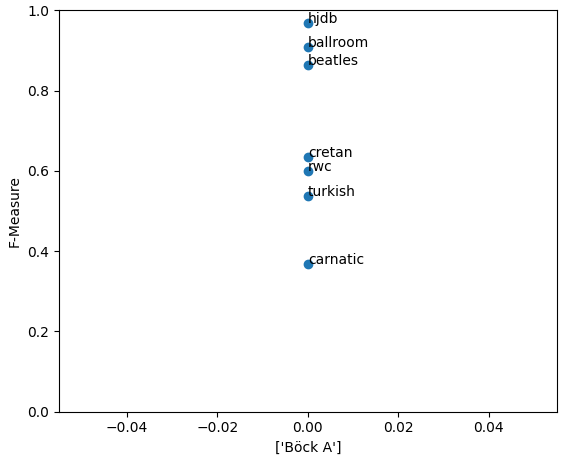 1.0
0.8
0.6
0.4
0.2
0.0
F-Measure
hjdb
ballroom
beatles
cretan
rwc
turkish
carnatic
−0.04
−0.02
0.00
0.02
0.04
['Böck A']